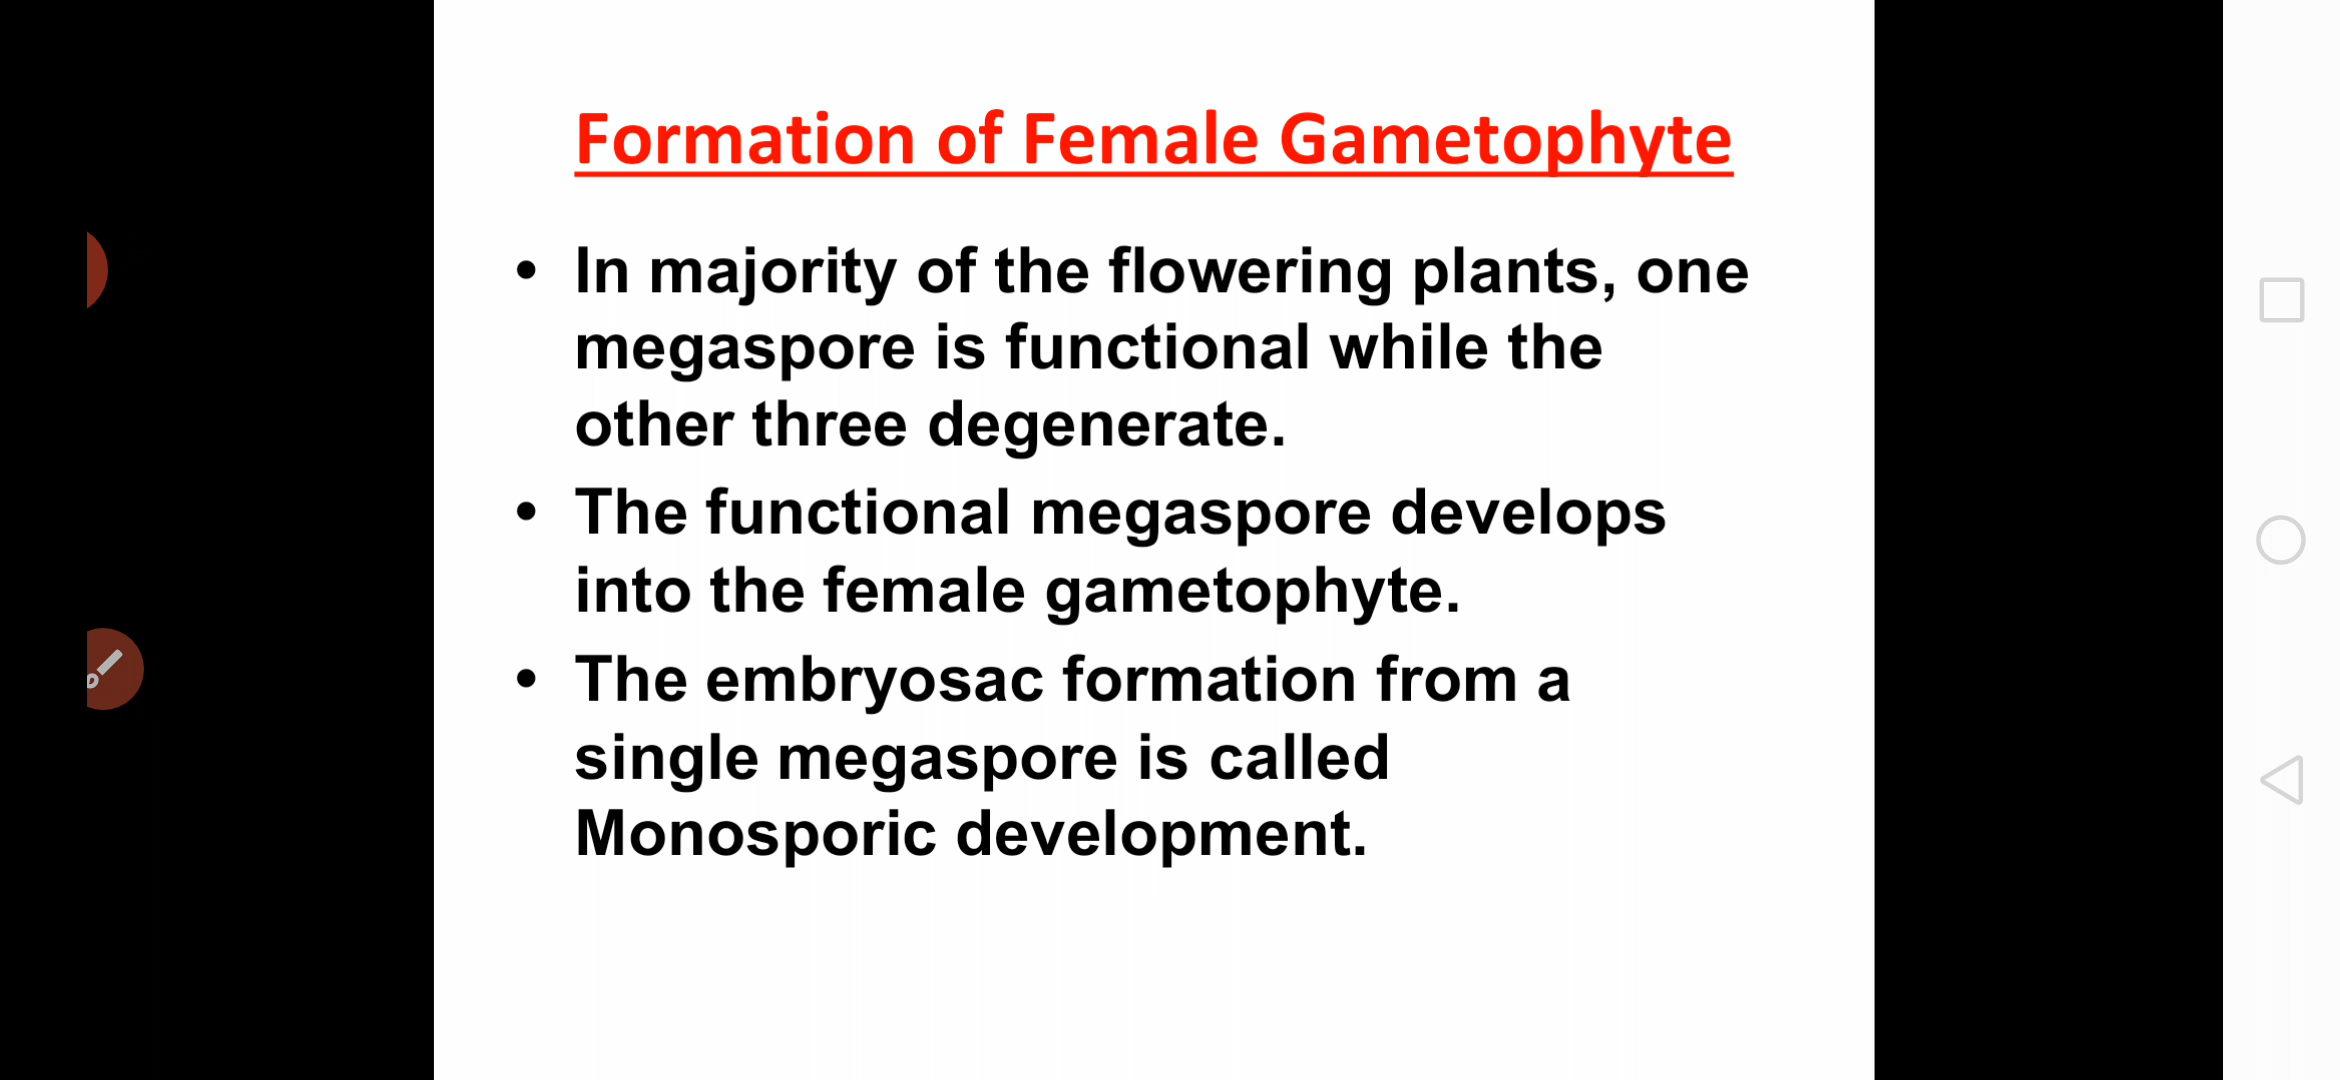 Formation of Female Gametophyte
• In majority of the flowering plants, one
megaspore is functional while the
other three degenerate.
• The functional megaspore develops
into the female gametophyte.
• The embryosac formation from a
single megaspore is called
Monosporic development.